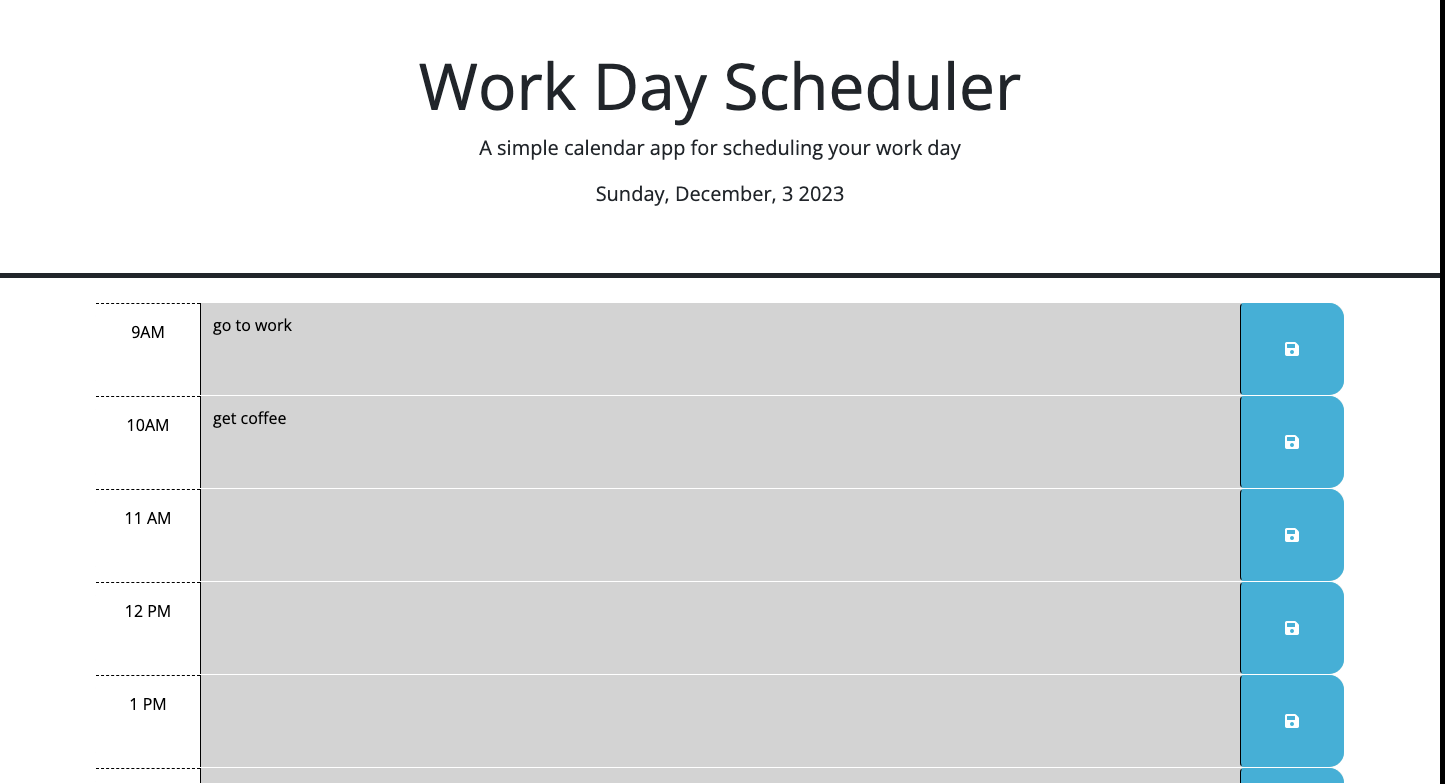 Work Day Scheduler
A simple calendar app for scheduling your work day
Sunday, December, 3 2023
9AM
go to work
10AM
get coffee
11 AM
12 PM
1 PM